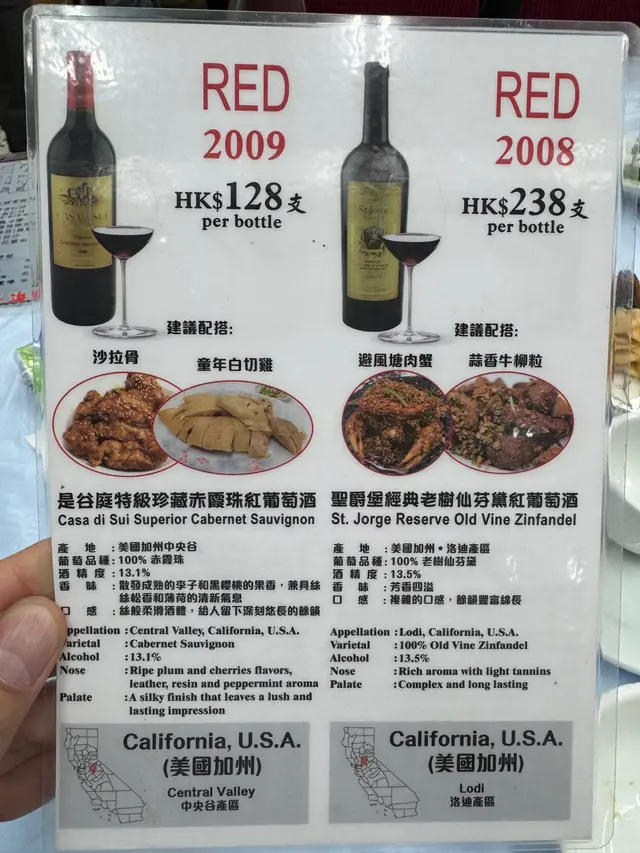 RED
2009
HK$128支
per bottle
建議配搭:
沙拉骨
童年白切雞
是谷庭特級珍藏赤霞珠紅葡萄酒
Casa di Sui Superior Cabernet Sauvignon
產 地 :美國加州中央谷
葡萄品種:100% 赤霞珠
酒精度:13.1%
香 味 :散發成熟的李子和黑櫻桃的果香，兼具絲
絲松香和薄荷的清新氣息
口 感 :絲般柔滑酒體，給人留下深刻悠長的餘韻
Appellation :Central Valley, California, U.S.A.
Varietal :Cabernet Sauvignon
Alcohol :13.1%
Nose :Ripe plum and cherries flavors,
leather, resin and peppermint aroma
Palate :A silky finish that leaves a lush and
lasting impression
California, U.S.A.
(美國加州)
Central Valley
中央谷產區
RED
2008
HK$238支
per bottle
建議配搭:
避風塘肉蟹
蒜香牛柳粒
聖爵堡經典老樹仙芬黛紅葡萄酒
St. Jorge Reserve Old Vine Zinfandel
產 地 :美國加州•洛迪產區
葡萄品種:100% 老樹仙芬黛
酒精度:13.5%
香 味 :芳香四溢
口 感 :複雜的口感，餘韻豐富綿長
Appellation :Lodi, California, U.S.A.
Varietal :100% Old Vine Zinfandel
Alcohol :13.5%
Nose :Rich aroma with light tannins
Palate :Complex and long lasting
California, U.S.A.
(美國加州)
Lodi
洛迪產區